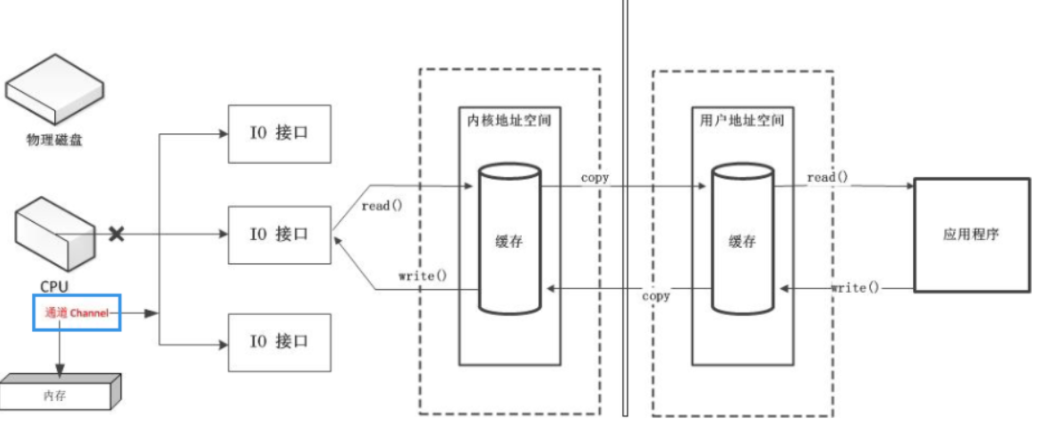 物理磁盘
CPU
通道 Channel
内存
IO 接口
IO 接口
IO 接口
read()
write()
内核地址空间
缓存
copy
copy
用户地址空间
缓存
read()
write()
应用程序